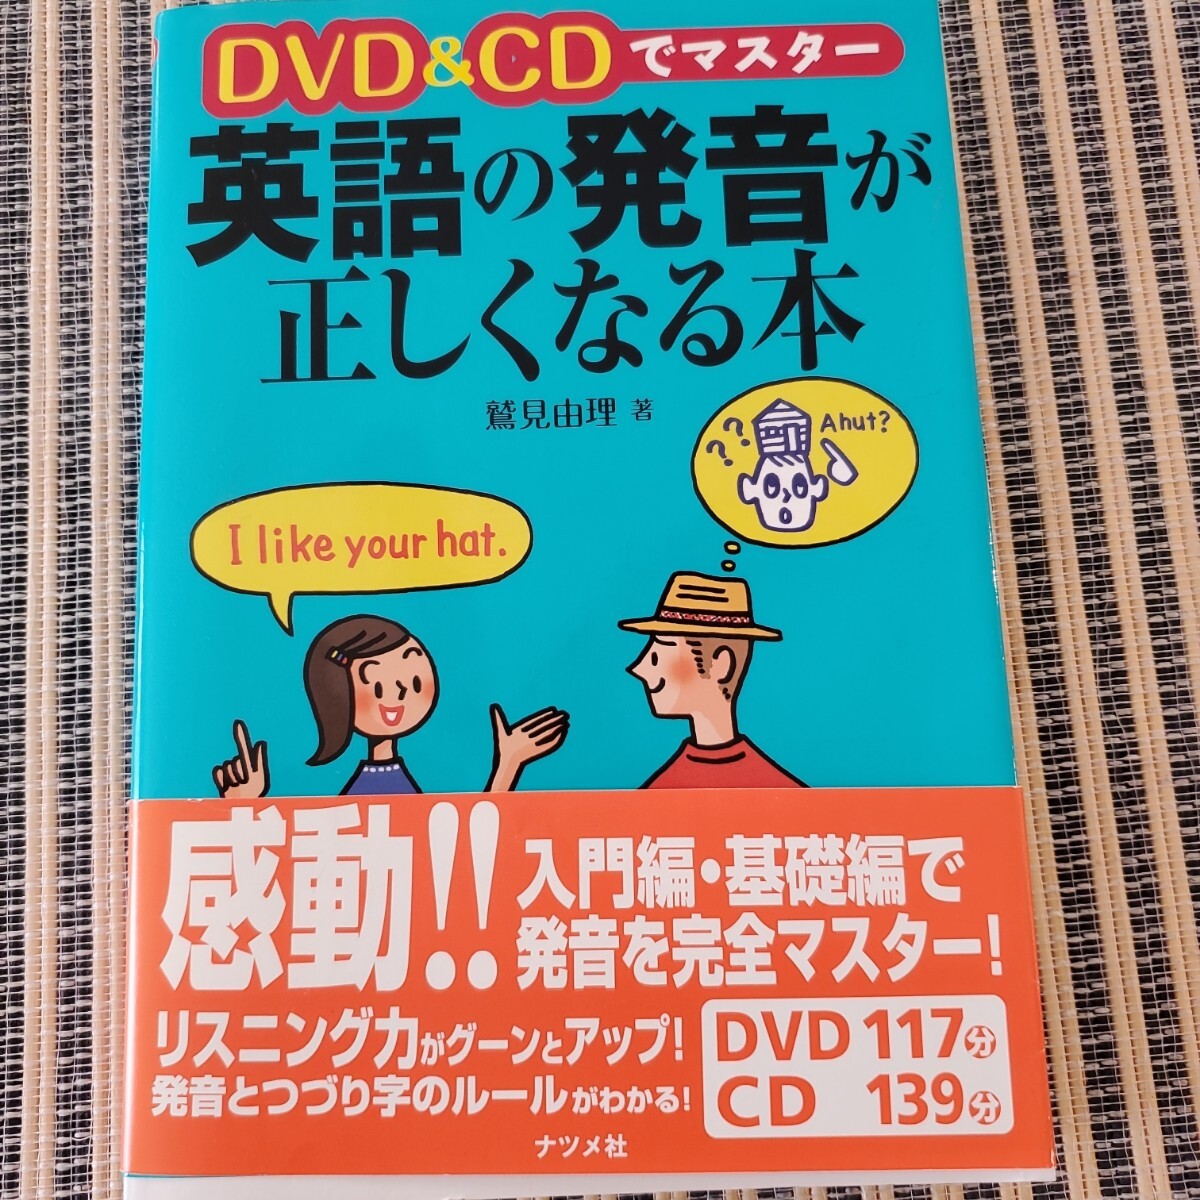 DVD&CDでマスター
英語の発音が
正しくなる本
鷲見由理 著
???
Ahut?
I like your hat.
感動!!
入門編・基礎編で
発音を完全マスター!
リスニング力がグーンとアップ!
発音とつづり字のルールがわかる!
DVD 117分
CD 139分
ナツメ社